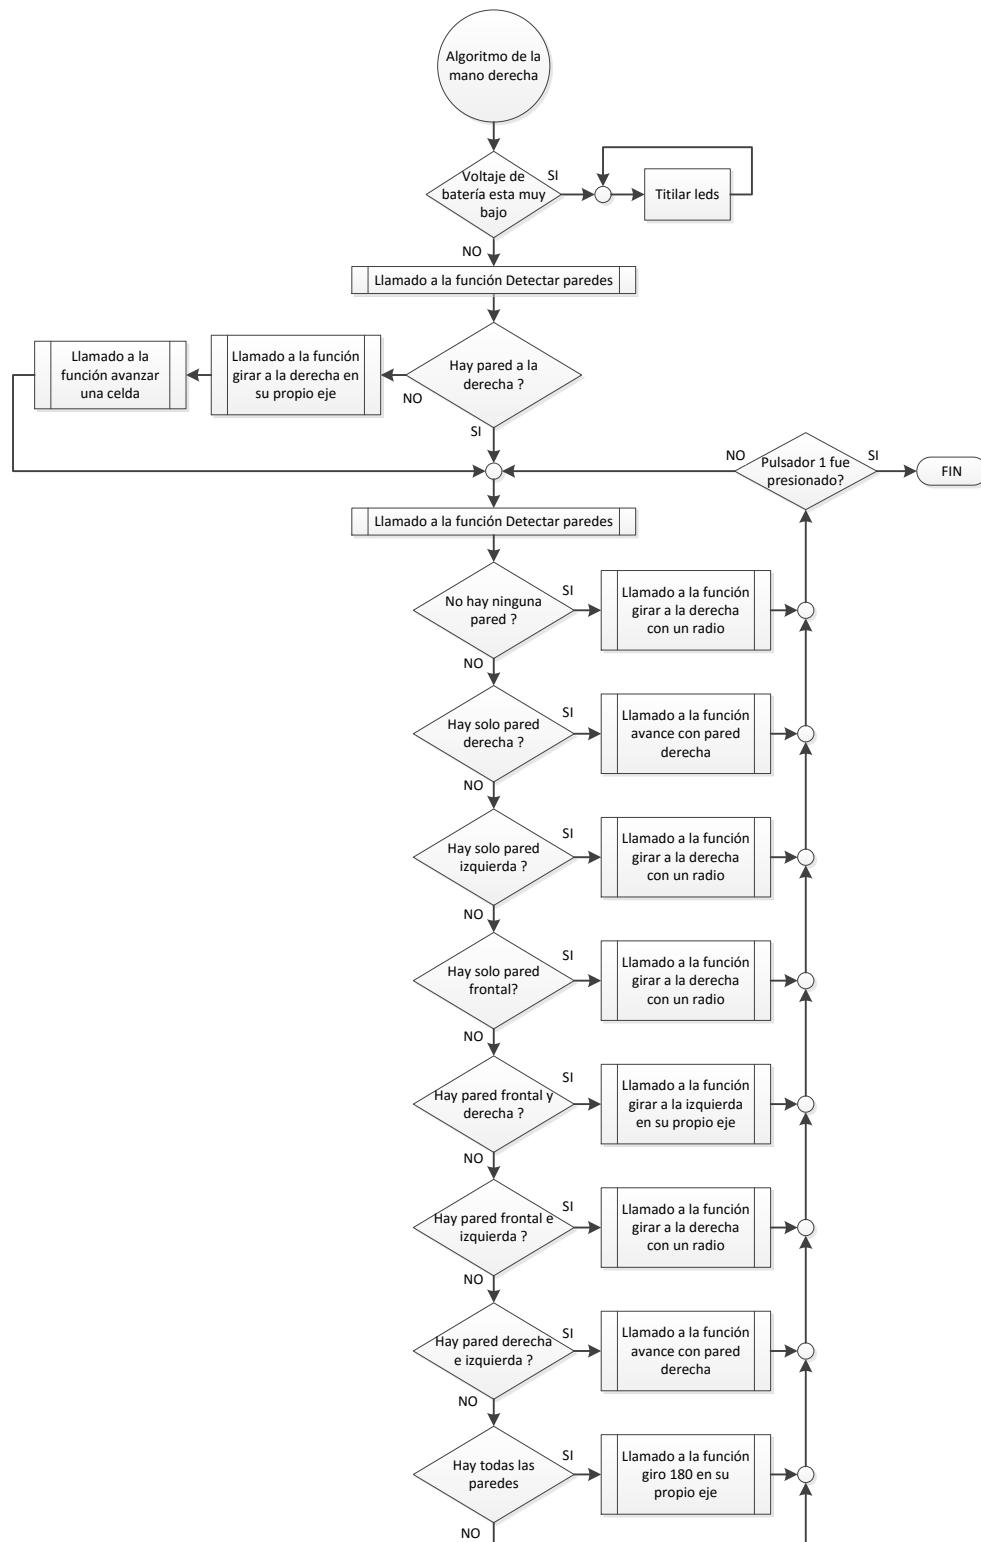 Algoritmo de la
mano derecha
Voltaje de
batería esta muy
bajo
SI
Titilar leds
NO
Llamado a la función Detectar paredes
Hay pared a la
derecha ?
NO
Llamado a la función
girar a la derecha en
su propio eje
Llamado a la
función avanzar
una celda
SI
Pulsador 1 fue
presionado?
NO
SI
FIN
Llamado a la función Detectar paredes
No hay ninguna
pared ?
SI
Llamado a la función
girar a la derecha
con un radio
NO
Hay solo pared
derecha ?
SI
Llamado a la función
avance con pared
derecha
NO
Hay solo pared
izquierda ?
SI
Llamado a la función
girar a la derecha
con un radio
NO
Hay solo pared
frontal?
SI
Llamado a la función
girar a la derecha
con un radio
NO
Hay pared frontal y
derecha ?
SI
Llamado a la función
girar a la izquierda
en su propio eje
NO
Hay pared frontal e
izquierda ?
SI
Llamado a la función
girar a la derecha
con un radio
NO
Hay pared derecha
e izquierda ?
SI
Llamado a la función
avance con pared
derecha
NO
Hay todas las
paredes
SI
Llamado a la función
giro 180 en su
propio eje
NO